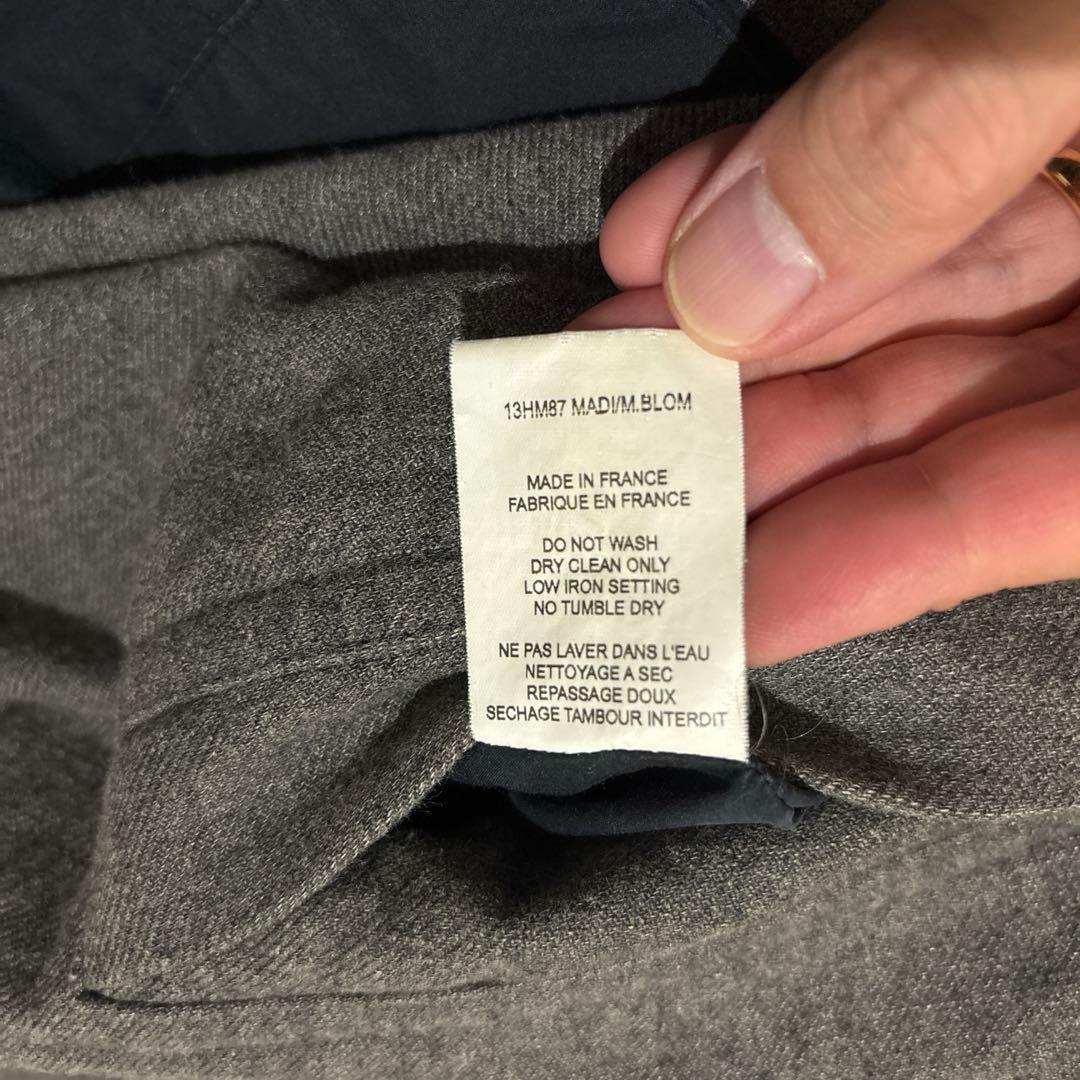 13HM87 MADI/M.BLOM
MADE IN FRANCE
FABRIQUE EN FRANCE
DO NOT WASH
DRY CLEAN ONLY
LOW IRON SETTING
NO TUMBLE DRY
NE PAS LAVER DANS L'EAU
NETTOYAGE A SEC
REPASSAGE DOUX
SECHAGE TAMBOUR INTERDIT